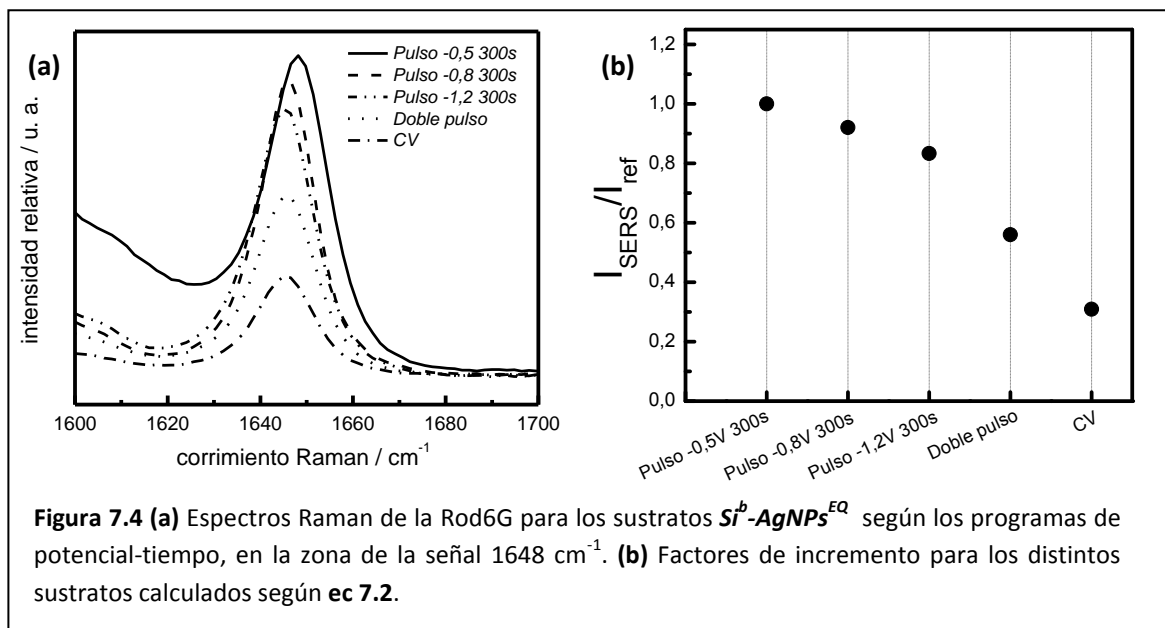 (a)
Pulso -0,5 300s
Pulso -0,8 300s
Pulso -1,2 300s
Doble pulso
CV
intensidad relativa / u. a.
1600 1620 1640 1660 1680 1700
corrimiento Raman / cm⁻¹
(b)
I_SERS/I_ref
1,2
1,0
0,8
0,6
0,4
0,2
0,0
Pulso -0,5V 300s
Pulso -0,8V 300s
Pulso -1,2V 300s
Doble pulso
CV
Figura 7.4 (a) Espectros Raman de la Rod6G para los sustratos Siᵇ-AgNPsᴱQ según los programas de
potencial-tiempo, en la zona de la señal 1648 cm⁻¹. (b) Factores de incremento para los distintos
sustratos calculados según ec 7.2.